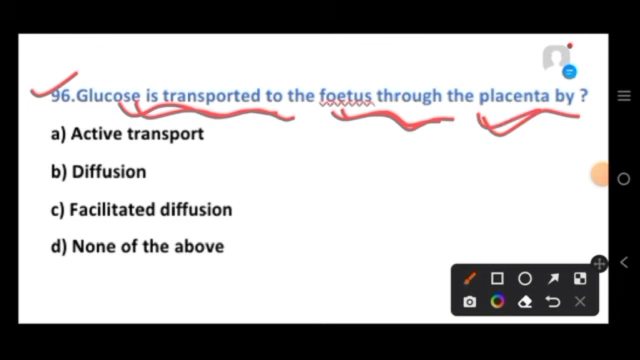 96.Glucose is transported to the foetus through the placenta by ?
a) Active transport
b) Diffusion
c) Facilitated diffusion
d) None of the above